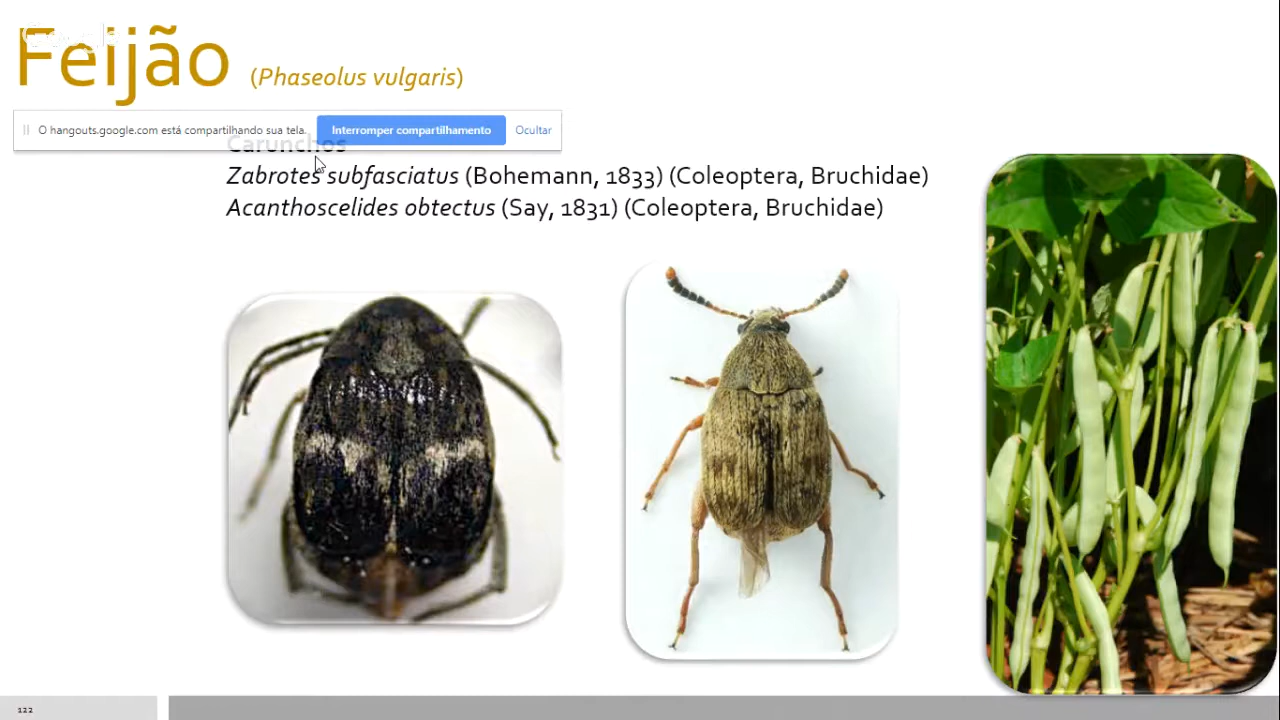 Feijão (Phaseolus vulgaris)
O hangouts.google.com está compartilhando sua tela. Interromper compartilhamento Ocultar
Carunchos
Zabrotes subfasciatus (Bohemann, 1833) (Coleoptera, Bruchidae)
Acanthoscelides obtectus (Say, 1831) (Coleoptera, Bruchidae)
122